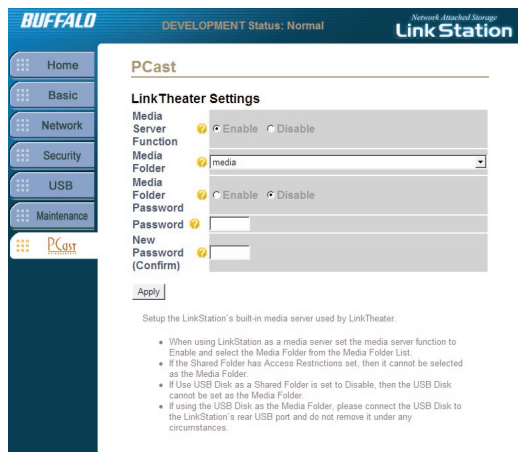 BUFFALO
DEVELOPMENT Status: Normal
Network Attached Storage
LinkStation
Home
Basic
Network
Security
USB
Maintenance
PCast
PCast
LinkTheater Settings
Media
Server
Function
Enable Disable
Media
Folder
media
Media
Folder
Password
Enable Disable
Password
New
Password
(Confirm)
Apply
Setup the LinkStation`s built-in media server used by LinkTheater.
When using LinkStation as a media server set the media server function to
Enable and select the Media Folder from the Media Folder List.
If the Shared Folder has Access Restrictions set, then it cannot be selected
as the Media Folder.
If Use USB Disk as a Shared Folder is set to Disable, then the USB Disk
cannot be set as the Media Folder.
If using the USB Disk as the Media Folder, please connect the USB Disk to
the LinkStation's rear USB port and do not remove it under any
circumstances.